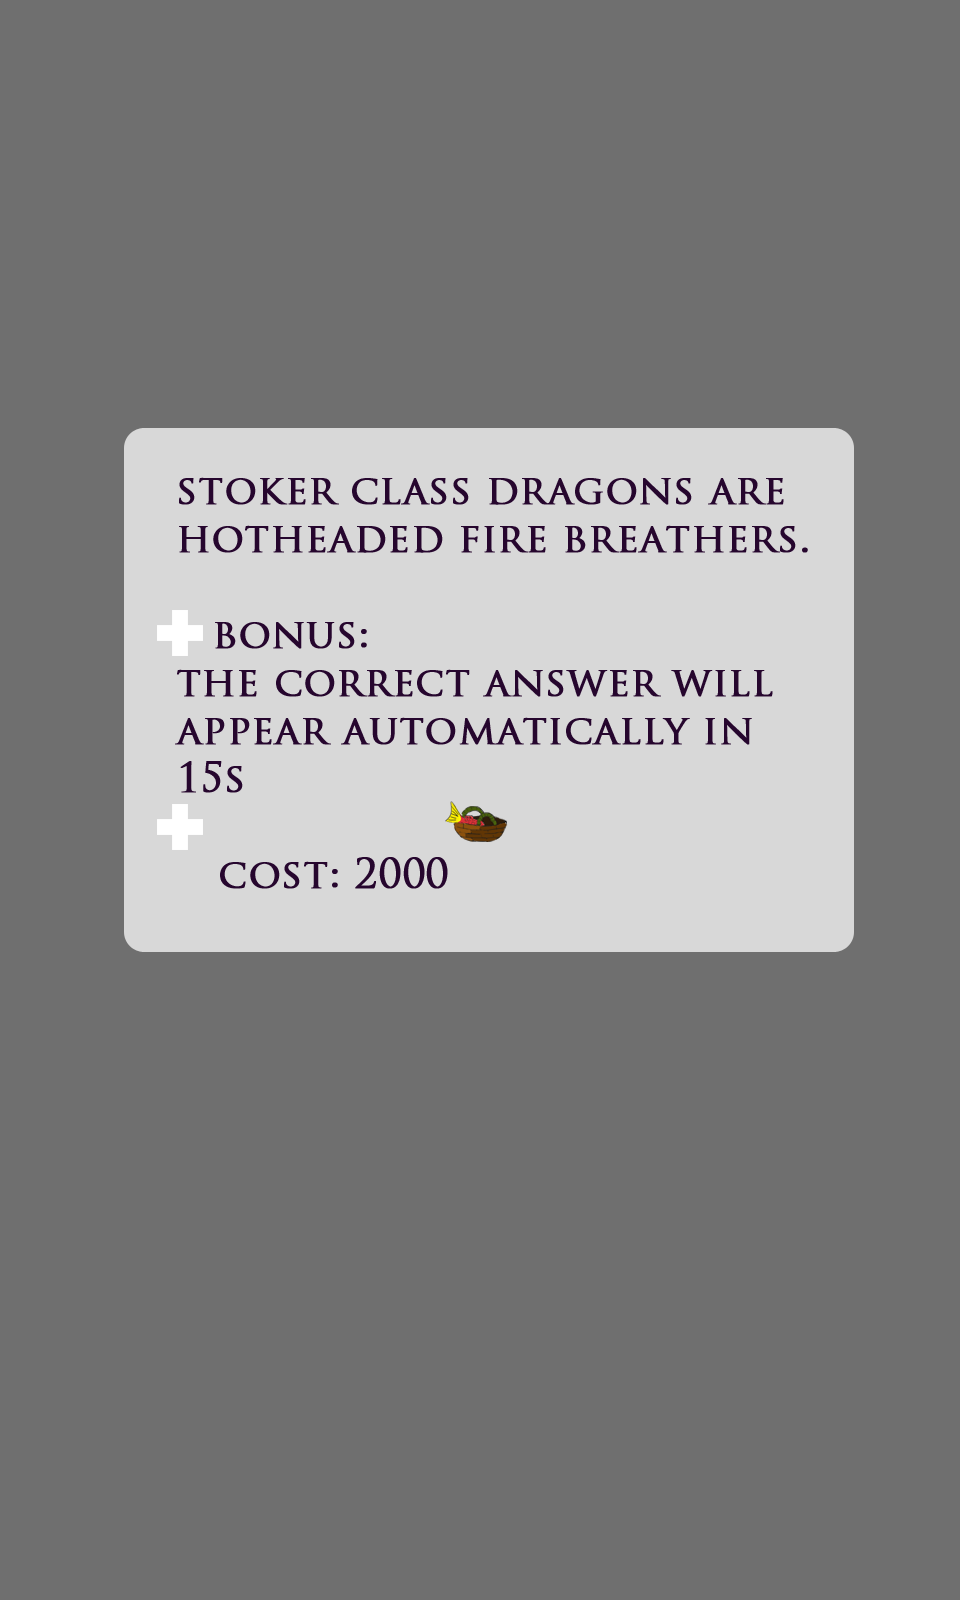 STOKER CLASS DRAGONS ARE
HOTHEADED FIRE BREATHERS.
BONUS:
THE CORRECT ANSWER WILL
APPEAR AUTOMATICALLY IN
15S
COST: 2000